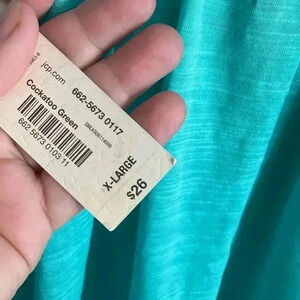 jcp.com
662-5673 0117
Cockatoo Green
662 5673 0103 11
X-LARGE
$26